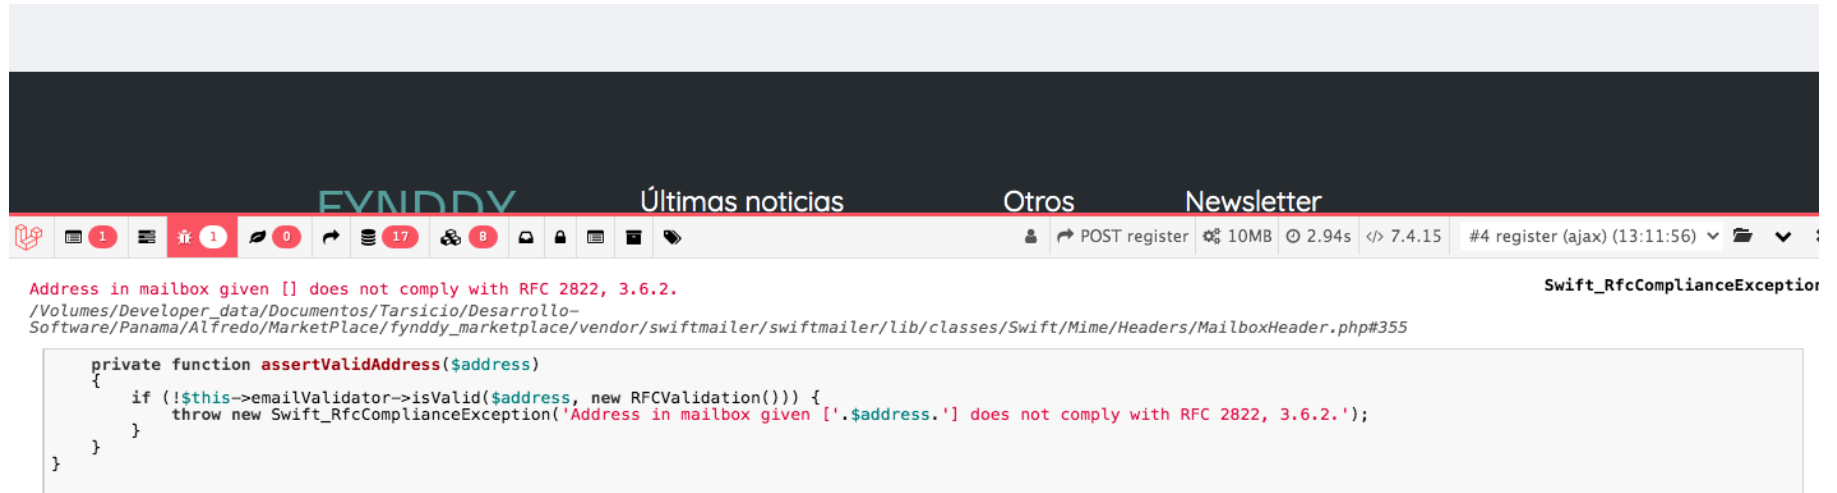 FYNDDY Últimas noticias Otros Newsletter
1 1 0 17 8 POST register 10MB 2.94s 7.4.15 #4 register (ajax) (13:11:56)
Address in mailbox given [] does not comply with RFC 2822, 3.6.2. Swift_RfcComplianceException
/Volumes/Developer_data/Documentos/Tarsicio/Desarrollo-
Software/Panama/Alfredo/MarketPlace/fynddy_marketplace/vendor/swiftmailer/swiftmailer/lib/classes/Swift/Mime/Headers/MailboxHeader.php#355
private function assertValidAddress($address)
{
if (!$this->emailValidator->isValid($address, new RFCValidation())) {
throw new Swift_RfcComplianceException('Address in mailbox given ['.$address.'] does not comply with RFC 2822, 3.6.2.');
}
}
}